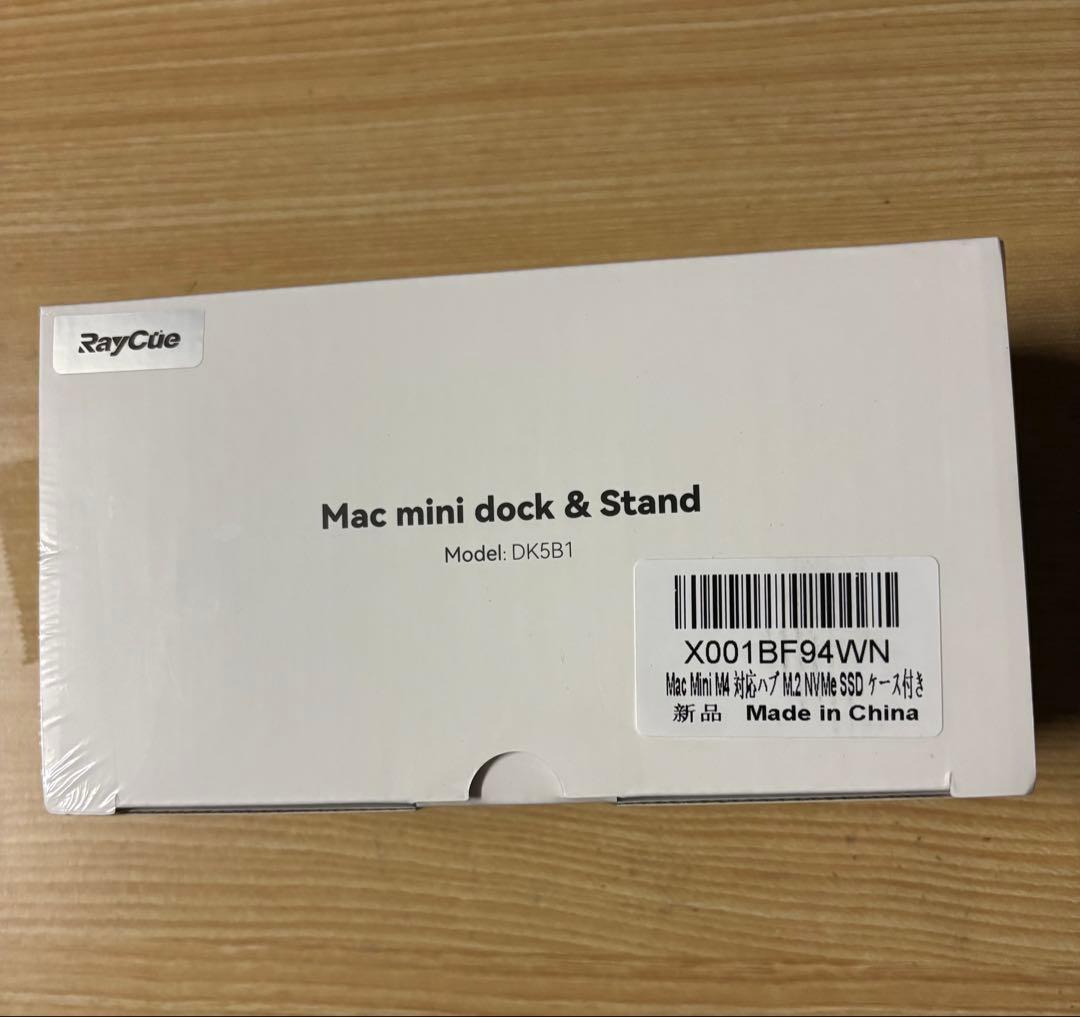 RayCue
Mac mini dock & Stand
Model: DK5B1
X001BF94WN
Mac Mini M4 対応ハブ M.2 NVMe SSD ケース付き
新品 Made in China